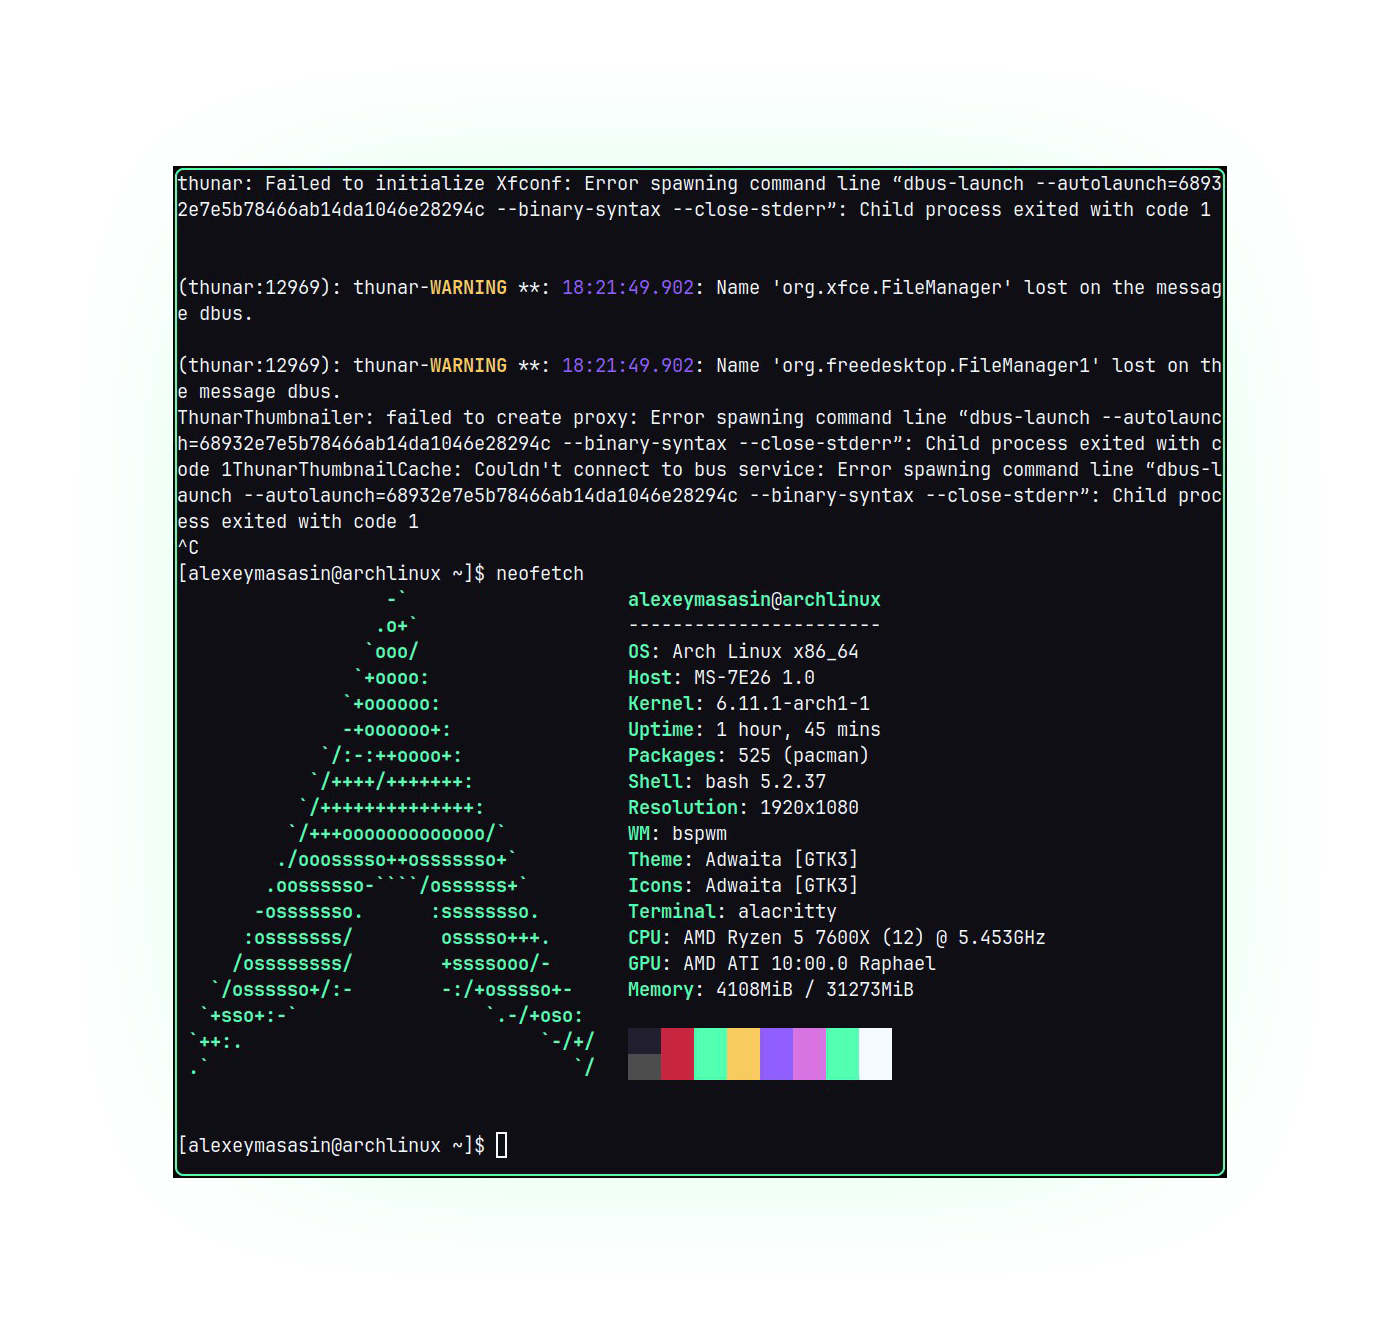 thunar: Failed to initialize Xfconf: Error spawning command line “dbus-launch --autolaunch=6893
2e7e5b78466ab14da1046e28294c --binary-syntax --close-stderr”: Child process exited with code 1
(thunar:12969): thunar-WARNING **: 18:21:49.902: Name 'org.xfce.FileManager' lost on the messag
e dbus.
(thunar:12969): thunar-WARNING **: 18:21:49.902: Name 'org.freedesktop.FileManager1' lost on th
e message dbus.
ThunarThumbnailer: failed to create proxy: Error spawning command line “dbus-launch --autolaunc
h=68932e7e5b78466ab14da1046e28294c --binary-syntax --close-stderr”: Child process exited with c
ode 1ThunarThumbnailCache: Couldn't connect to bus service: Error spawning command line “dbus-l
aunch --autolaunch=68932e7e5b78466ab14da1046e28294c --binary-syntax --close-stderr”: Child proc
ess exited with code 1
^C
[alexeymasasin@archlinux ~]$ neofetch
                   -`                    alexeymasasin@archlinux
                  .o+`                   -----------------------
                 `ooo/                   OS: Arch Linux x86_64
                `+oooo:                  Host: MS-7E26 1.0
               `+oooooo:                 Kernel: 6.11.1-arch1-1
               -+oooooo+:                Uptime: 1 hour, 45 mins
             `/:-:++oooo+:               Packages: 525 (pacman)
            `/++++/+++++++:              Shell: bash 5.2.37
           `/++++++++++++++:             Resolution: 1920x1080
          `/+++ooooooooooooo/`           WM: bspwm
         ./ooosssso++osssssso+`          Theme: Adwaita [GTK3]
        .oossssso-````/ossssss+`         Icons: Adwaita [GTK3]
       -osssssso.      :ssssssso.        Terminal: alacritty
      :osssssss/        osssso+++.       CPU: AMD Ryzen 5 7600X (12) @ 5.453GHz
     /ossssssss/        +ssssooo/-       GPU: AMD ATI 10:00.0 Raphael
   `/ossssso+/:-        -:/+osssso+-     Memory: 4108MiB / 31273MiB
  `+sso+:-`                 `.-/+oso:
 `++:.                           `-/+/
 .`                                 `/
[alexeymasasin@archlinux ~]$